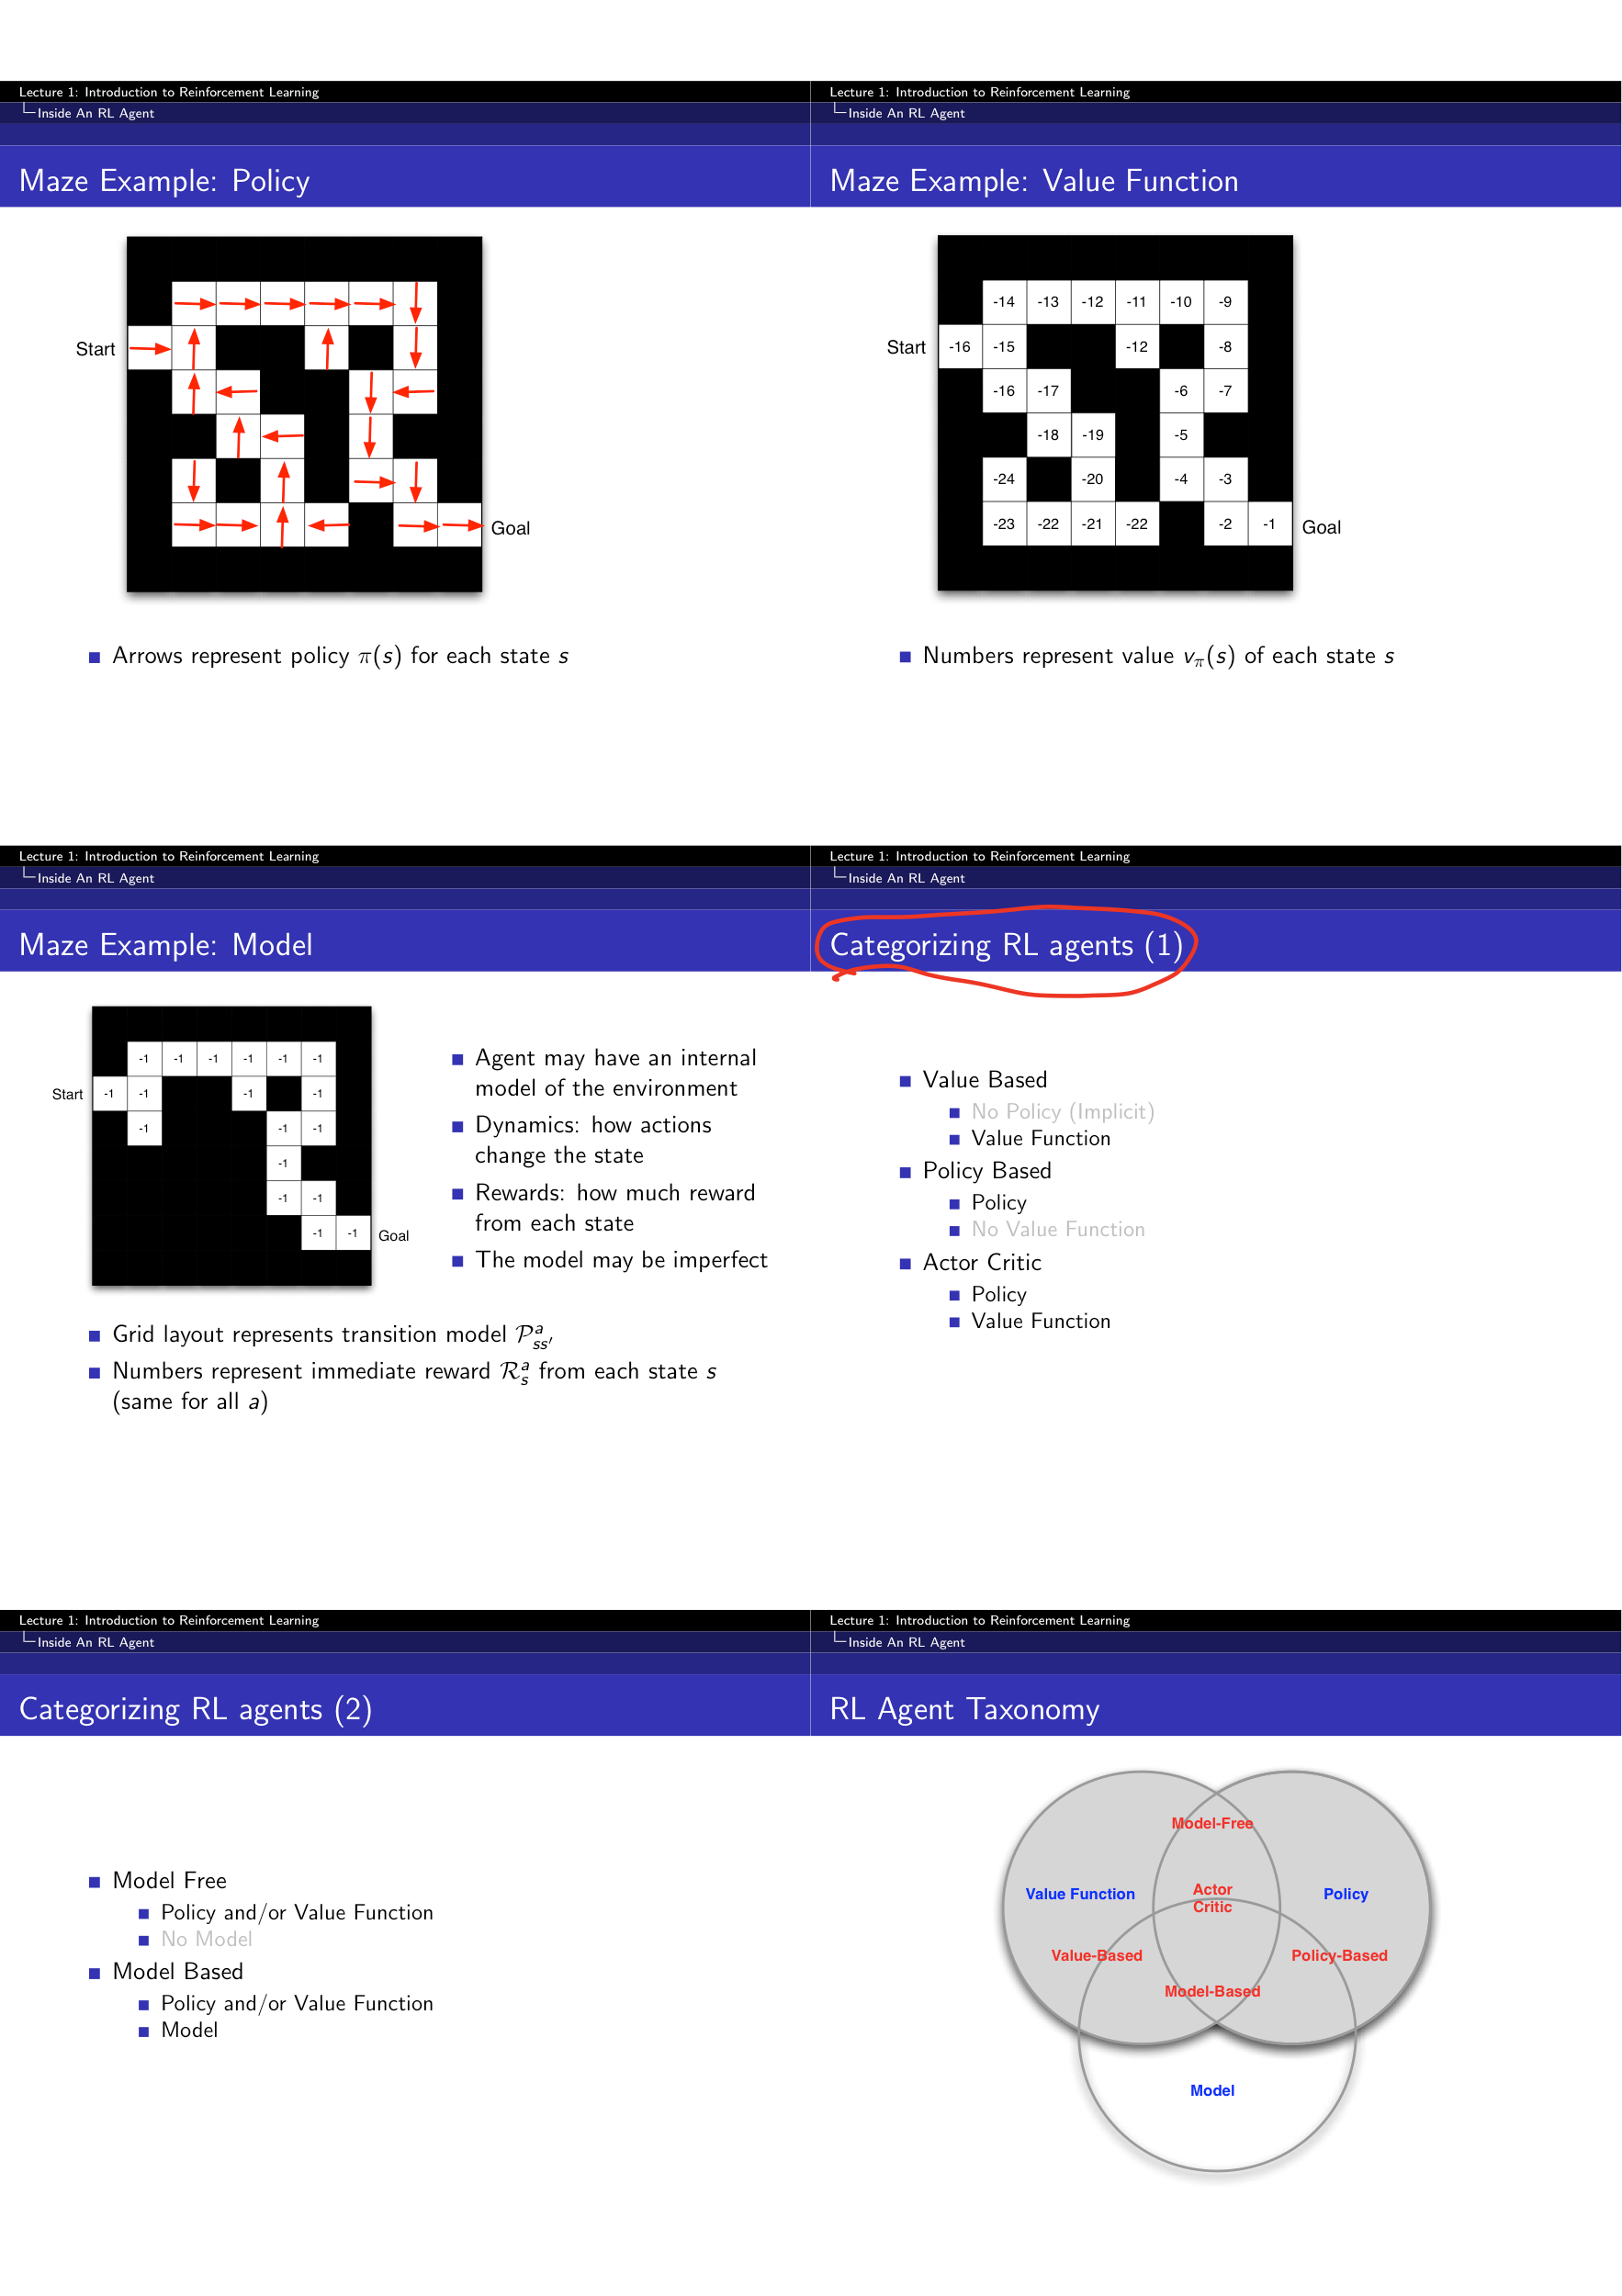 Lecture 1: Introduction to Reinforcement Learning
Inside An RL Agent
Maze Example: Policy
Start
Goal
Arrows represent policy π(s) for each state s
Lecture 1: Introduction to Reinforcement Learning
Inside An RL Agent
Maze Example: Value Function
-14 -13 -12 -11 -10 -9
Start -16 -15 -12 -8
-16 -17 -6 -7
-18 -19 -5
-24 -20 -4 -3
-23 -22 -21 -22 -2 -1 Goal
Numbers represent value vπ(s) of each state s
Lecture 1: Introduction to Reinforcement Learning
Inside An RL Agent
Maze Example: Model
-1 -1 -1 -1 -1 -1
Start -1 -1 -1 -1
-1 -1 -1
-1
-1 -1
-1 -1 Goal
Agent may have an internal
model of the environment
Dynamics: how actions
change the state
Rewards: how much reward
from each state
The model may be imperfect
Grid layout represents transition model 𝒫ᵃss′
Numbers represent immediate reward ℛᵃs from each state s
(same for all a)
Lecture 1: Introduction to Reinforcement Learning
Inside An RL Agent
Categorizing RL agents (1)
Value Based
No Policy (Implicit)
Value Function
Policy Based
Policy
No Value Function
Actor Critic
Policy
Value Function
Lecture 1: Introduction to Reinforcement Learning
Inside An RL Agent
Categorizing RL agents (2)
Model Free
Policy and/or Value Function
No Model
Model Based
Policy and/or Value Function
Model
Lecture 1: Introduction to Reinforcement Learning
Inside An RL Agent
RL Agent Taxonomy
Model-Free
Value Function
Actor
Critic
Policy
Value-Based
Policy-Based
Model-Based
Model